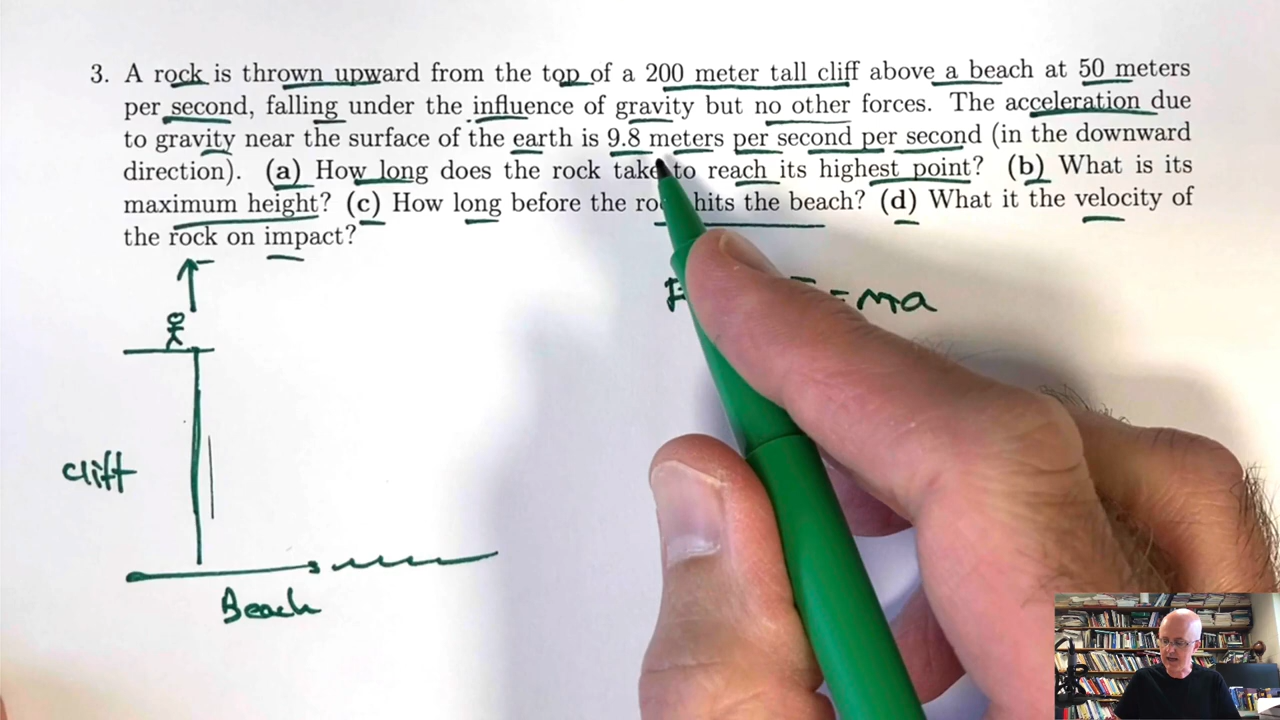 3. A rock is thrown upward from the top of a 200 meter tall cliff above a beach at 50 meters
per second, falling under the influence of gravity but no other forces. The acceleration due
to gravity near the surface of the earth is 9.8 meters per second per second (in the downward
direction). (a) How long does the rock take to reach its highest point? (b) What is its
maximum height? (c) How long before the hits the beach? (d) What it the velocity of
the rock on impact?
= ma
cliff
Beach